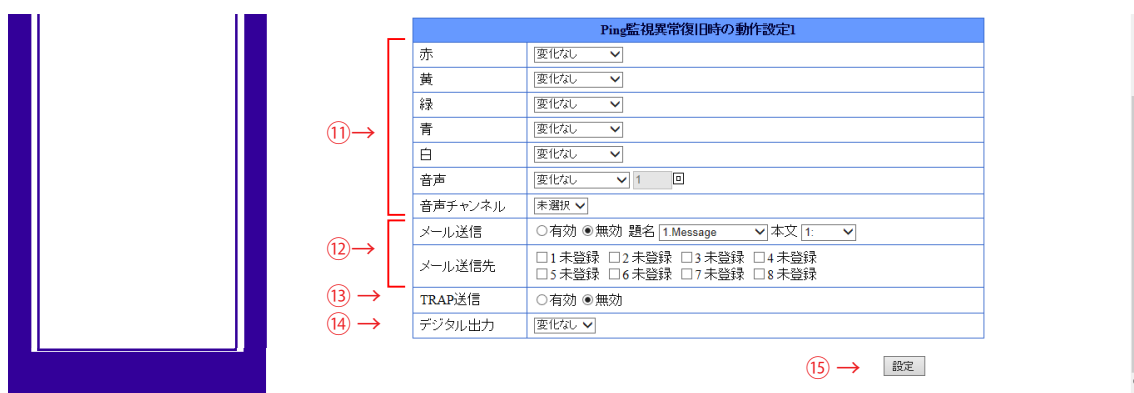 Ping監視異常復旧時の動作設定1
赤 変化なし
黄 変化なし
緑 変化なし
⑪→ 青 変化なし
白 変化なし
音声 変化なし 1 回
音声チャンネル 未選択
メール送信 ○有効 ◉無効 題名 1.Message 本文 1:
⑫→ メール送信先 □1 未登録 □2 未登録 □3 未登録 □4 未登録
□5 未登録 □6 未登録 □7 未登録 □8 未登録
⑬→ TRAP送信 ○有効 ◉無効
⑭→ デジタル出力 変化なし
⑮→ 設定